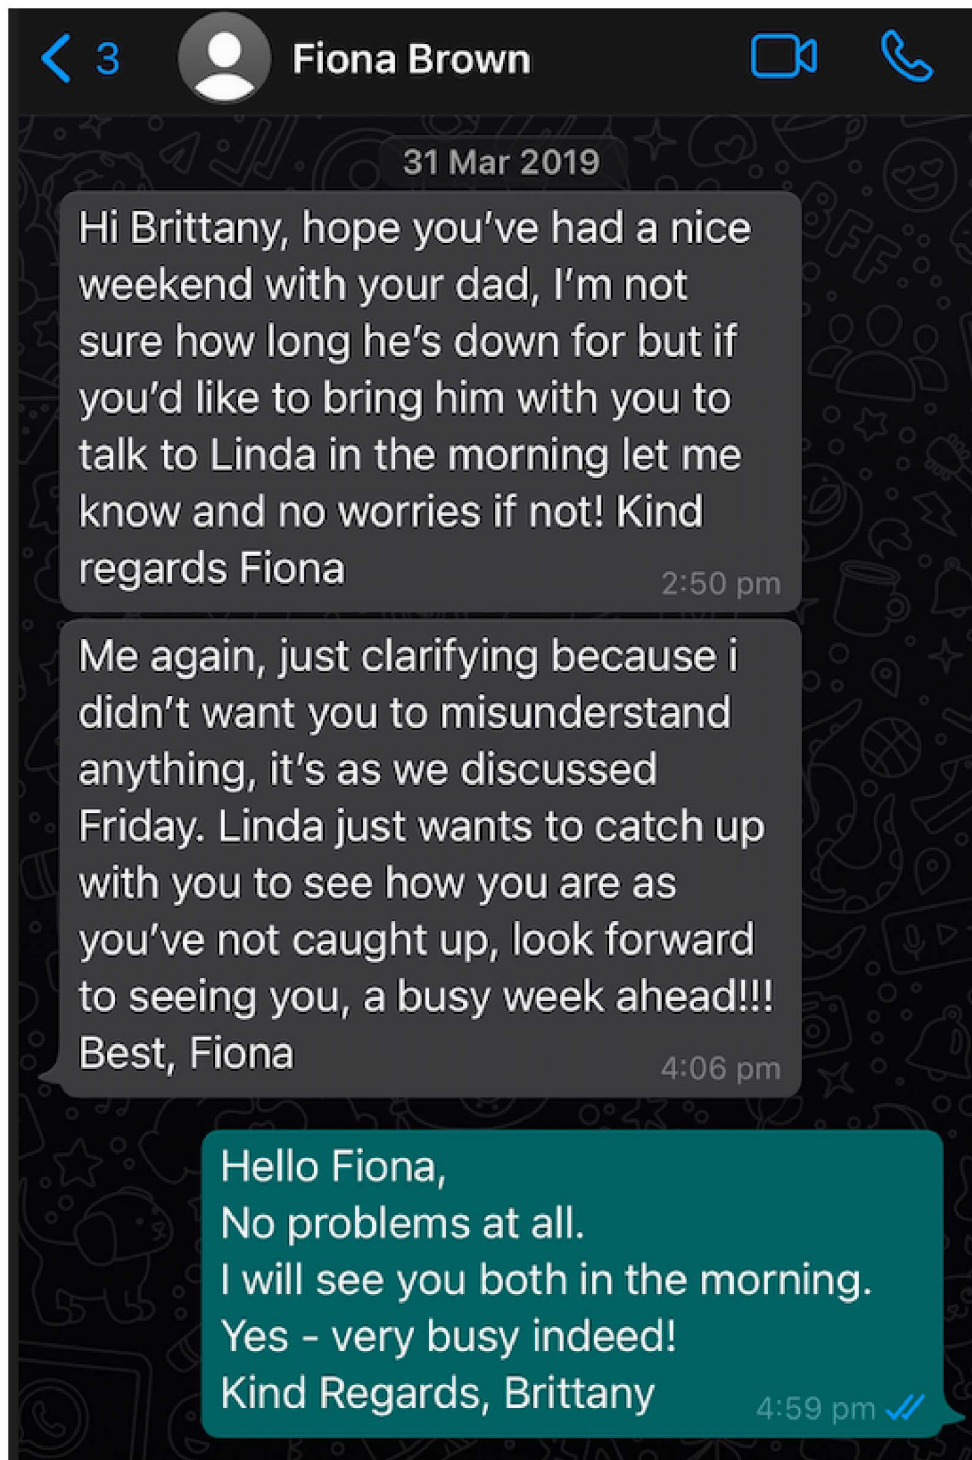 3 Fiona Brown
31 Mar 2019
Hi Brittany, hope you’ve had a nice
weekend with your dad, I’m not
sure how long he’s down for but if
you’d like to bring him with you to
talk to Linda in the morning let me
know and no worries if not! Kind
regards Fiona
2:50 pm
Me again, just clarifying because i
didn’t want you to misunderstand
anything, it’s as we discussed
Friday. Linda just wants to catch up
with you to see how you are as
you’ve not caught up, look forward
to seeing you, a busy week ahead!!!
Best, Fiona
4:06 pm
Hello Fiona,
No problems at all.
I will see you both in the morning.
Yes - very busy indeed!
Kind Regards, Brittany
4:59 pm